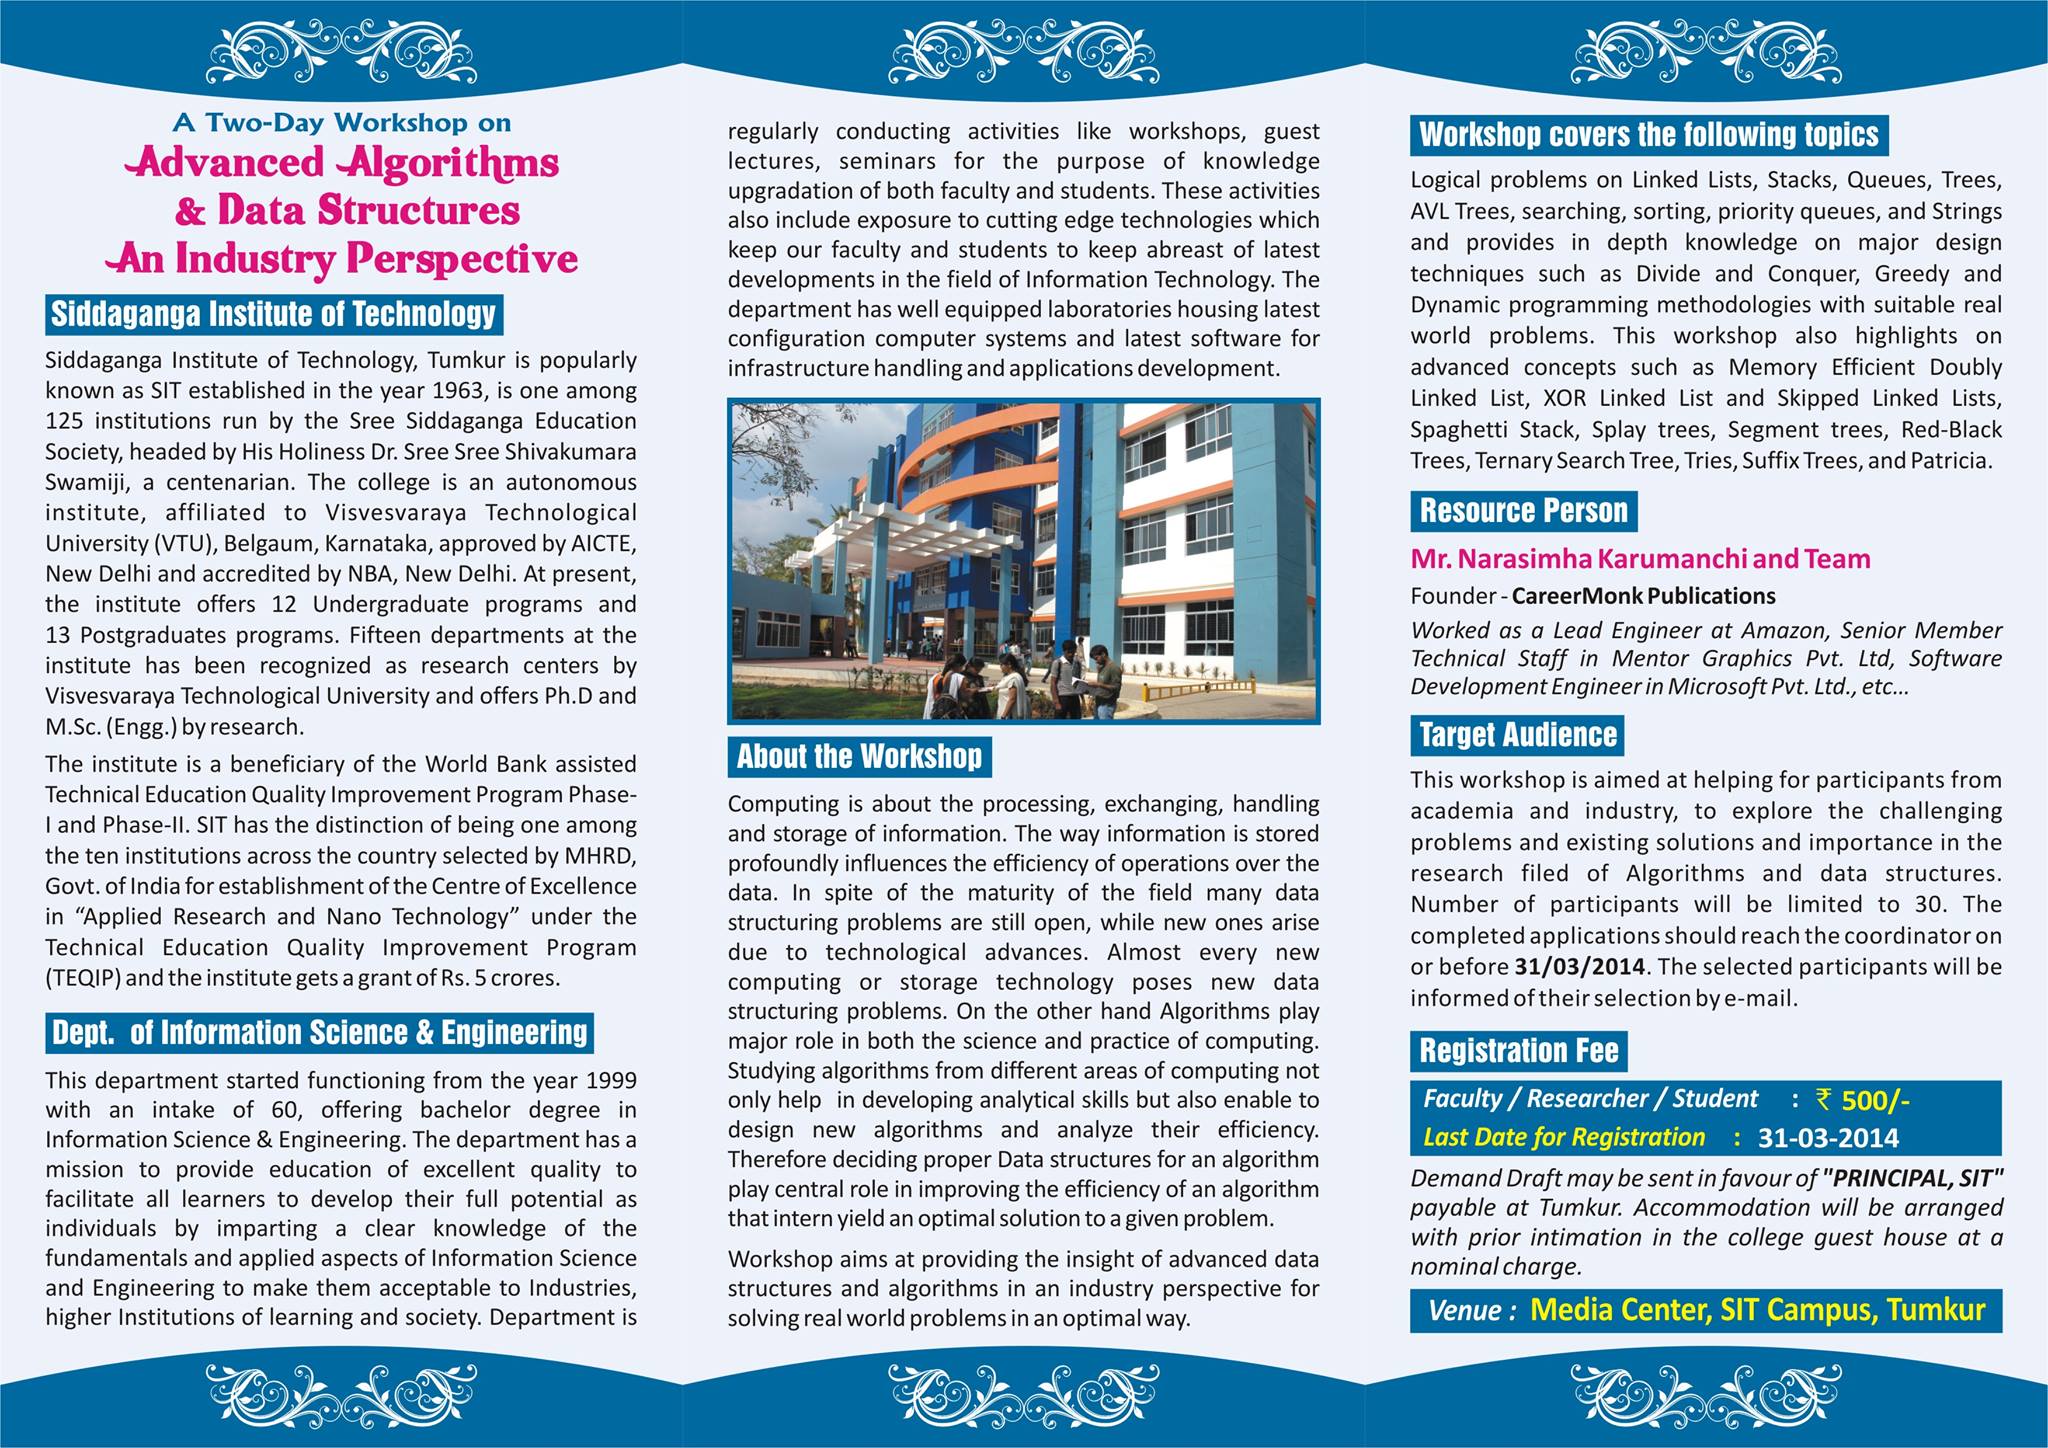 A Two-Day Workshop on
Advanced Algorithms
& Data Structures
An Industry Perspective
Siddaganga Institute of Technology
Siddaganga Institute of Technology, Tumkur is popularly
known as SIT established in the year 1963, is one among
125 institutions run by the Sree Siddaganga Education
Society, headed by His Holiness Dr. Sree Sree Shivakumara
Swamiji, a centenarian. The college is an autonomous
institute, affiliated to Visvesvaraya Technological
University (VTU), Belgaum, Karnataka, approved by AICTE,
New Delhi and accredited by NBA, New Delhi. At present,
the institute offers 12 Undergraduate programs and
13 Postgraduates programs. Fifteen departments at the
institute has been recognized as research centers by
Visvesvaraya Technological University and offers Ph.D and
M.Sc. (Engg.) by research.
The institute is a beneficiary of the World Bank assisted
Technical Education Quality Improvement Program Phase-
I and Phase-II. SIT has the distinction of being one among
the ten institutions across the country selected by MHRD,
Govt. of India for establishment of the Centre of Excellence
in “Applied Research and Nano Technology” under the
Technical Education Quality Improvement Program
(TEQIP) and the institute gets a grant of Rs. 5 crores.
Dept. of Information Science & Engineering
This department started functioning from the year 1999
with an intake of 60, offering bachelor degree in
Information Science & Engineering. The department has a
mission to provide education of excellent quality to
facilitate all learners to develop their full potential as
individuals by imparting a clear knowledge of the
fundamentals and applied aspects of Information Science
and Engineering to make them acceptable to Industries,
higher Institutions of learning and society. Department is
regularly conducting activities like workshops, guest
lectures, seminars for the purpose of knowledge
upgradation of both faculty and students. These activities
also include exposure to cutting edge technologies which
keep our faculty and students to keep abreast of latest
developments in the field of Information Technology. The
department has well equipped laboratories housing latest
configuration computer systems and latest software for
infrastructure handling and applications development.
About the Workshop
Computing is about the processing, exchanging, handling
and storage of information. The way information is stored
profoundly influences the efficiency of operations over the
data. In spite of the maturity of the field many data
structuring problems are still open, while new ones arise
due to technological advances. Almost every new
computing or storage technology poses new data
structuring problems. On the other hand Algorithms play
major role in both the science and practice of computing.
Studying algorithms from different areas of computing not
only help in developing analytical skills but also enable to
design new algorithms and analyze their efficiency.
Therefore deciding proper Data structures for an algorithm
play central role in improving the efficiency of an algorithm
that intern yield an optimal solution to a given problem.
Workshop aims at providing the insight of advanced data
structures and algorithms in an industry perspective for
solving real world problems in an optimal way.
Workshop covers the following topics
Logical problems on Linked Lists, Stacks, Queues, Trees,
AVL Trees, searching, sorting, priority queues, and Strings
and provides in depth knowledge on major design
techniques such as Divide and Conquer, Greedy and
Dynamic programming methodologies with suitable real
world problems. This workshop also highlights on
advanced concepts such as Memory Efficient Doubly
Linked List, XOR Linked List and Skipped Linked Lists,
Spaghetti Stack, Splay trees, Segment trees, Red-Black
Trees, Ternary Search Tree, Tries, Suffix Trees, and Patricia.
Resource Person
Mr. Narasimha Karumanchi and Team
Founder - CareerMonk Publications
Worked as a Lead Engineer at Amazon, Senior Member
Technical Staff in Mentor Graphics Pvt. Ltd, Software
Development Engineer in Microsoft Pvt. Ltd., etc...
Target Audience
This workshop is aimed at helping for participants from
academia and industry, to explore the challenging
problems and existing solutions and importance in the
research filed of Algorithms and data structures.
Number of participants will be limited to 30. The
completed applications should reach the coordinator on
or before 31/03/2014. The selected participants will be
informed of their selection by e-mail.
Registration Fee
Faculty / Researcher / Student : ₹ 500/-
Last Date for Registration : 31-03-2014
Demand Draft may be sent in favour of "PRINCIPAL, SIT"
payable at Tumkur. Accommodation will be arranged
with prior intimation in the college guest house at a
nominal charge.
Venue : Media Center, SIT Campus, Tumkur